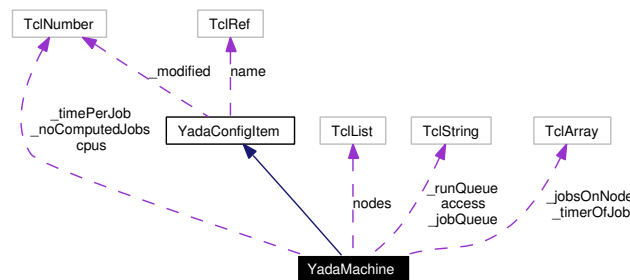 TclNumber
TclRef
_modified
name
_timePerJob
_noComputedJobs
cpus
YadaConfigItem
TclList
TclString
TclArray
nodes
_runQueue
access
_jobQueue
_jobsOnNode
_timerOfJob
YadaMachine